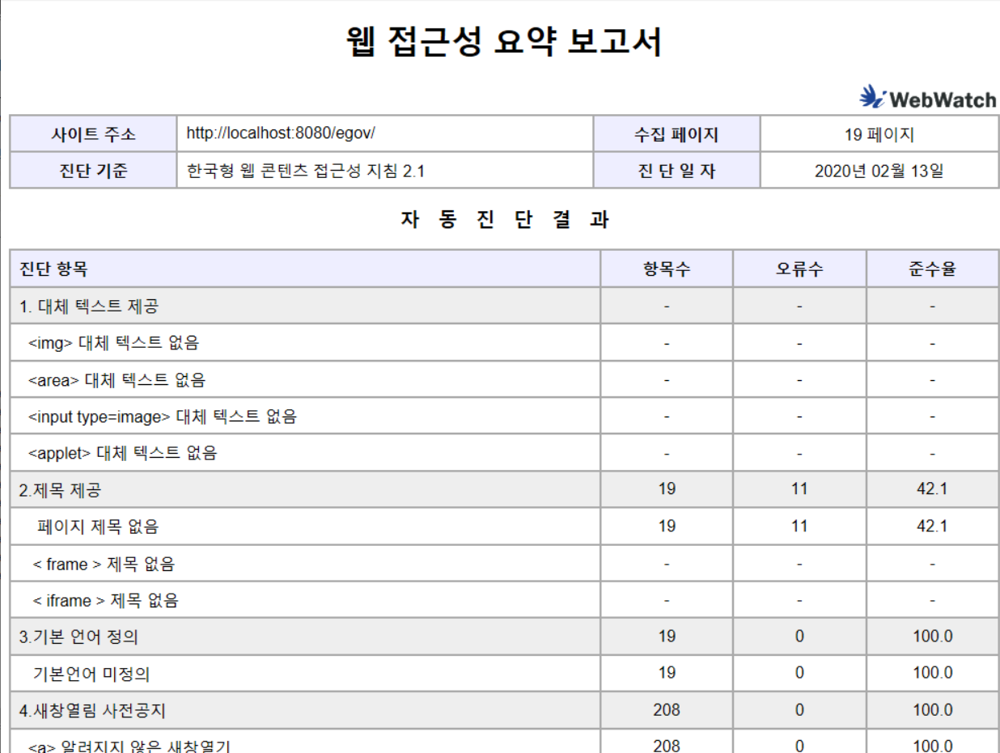 웹 접근성 요약 보고서
WebWatch
사이트 주소 http://localhost:8080/egov/ 수집 페이지 19 페이지
진단 기준 한국형 웹 콘텐츠 접근성 지침 2.1 진 단 일 자 2020년 02월 13일
자 동 진 단 결 과
진단 항목 항목수 오류수 준수율
1. 대체 텍스트 제공 - - -
<img> 대체 텍스트 없음 - - -
<area> 대체 텍스트 없음 - - -
<input type=image> 대체 텍스트 없음 - - -
<applet> 대체 텍스트 없음 - - -
2.제목 제공 19 11 42.1
페이지 제목 없음 19 11 42.1
< frame > 제목 없음 - - -
< iframe > 제목 없음 - - -
3.기본 언어 정의 19 0 100.0
기본언어 미정의 19 0 100.0
4.새창열림 사전공지 208 0 100.0
<a> 알려지지 않은 새창열기 208 0 100.0